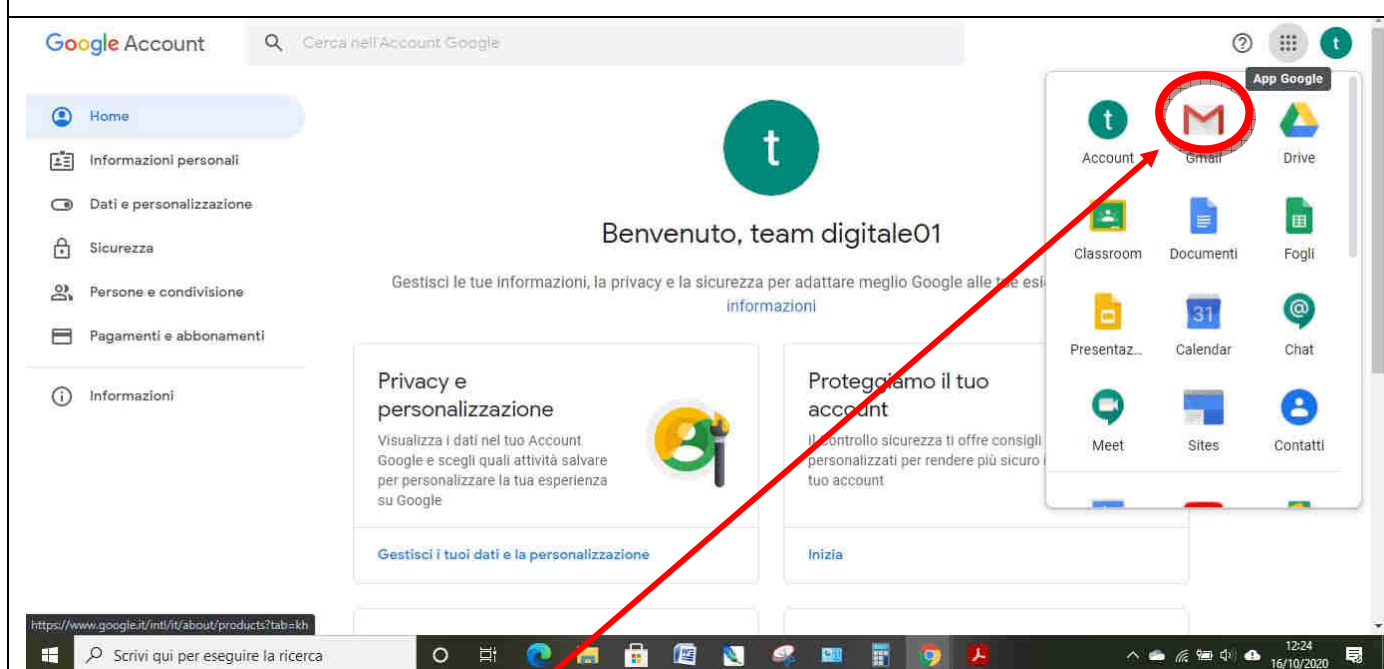 Google Account
Cerca nell'Account Google
t
App Google
Home
Informazioni personali
Dati e personalizzazione
Sicurezza
Persone e condivisione
Pagamenti e abbonamenti
Informazioni
t
Benvenuto, team digitale01
Gestisci le tue informazioni, la privacy e la sicurezza per adattare meglio Google alle tue esi
informazioni
Privacy e
personalizzazione
Visualizza i dati nel tuo Account
Google e scegli quali attività salvare
per personalizzare la tua esperienza
su Google
Gestisci i tuoi dati e la personalizzazione
Proteggiamo il tuo
account
Il Controllo sicurezza ti offre consigli
personalizzati per rendere più sicuro i
tuo account
Inizia
t
Account
Gmail
Drive
Classroom
Documenti
Fogli
Presentaz...
31
Calendar
Chat
Meet
Sites
Contatti
https://www.google.it/intl/it/about/products?tab=kh
Scrivi qui per eseguire la ricerca
12:24
16/10/2020